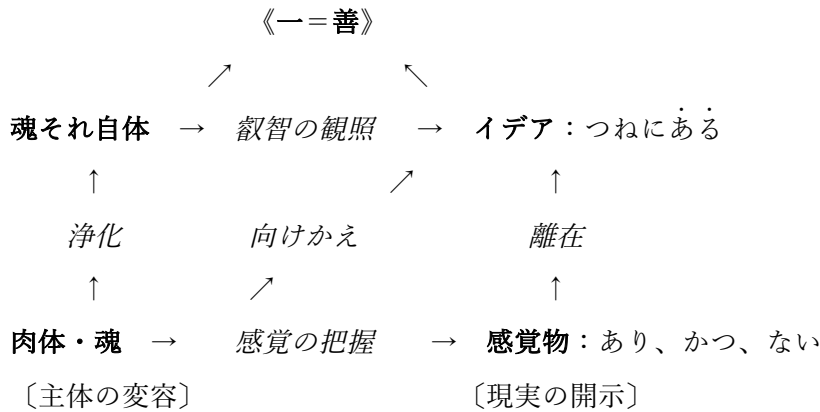 《一=善》
↗ ↖
魂それ自体 → 叡智の観照 → イデア:つねにある
↑ ↗ ↑
浄化 向けかえ 離在
↑ ↗ ↑
肉体・魂 → 感覚の把握 → 感覚物:あり、かつ、ない
〔主体の変容〕 〔現実の開示〕